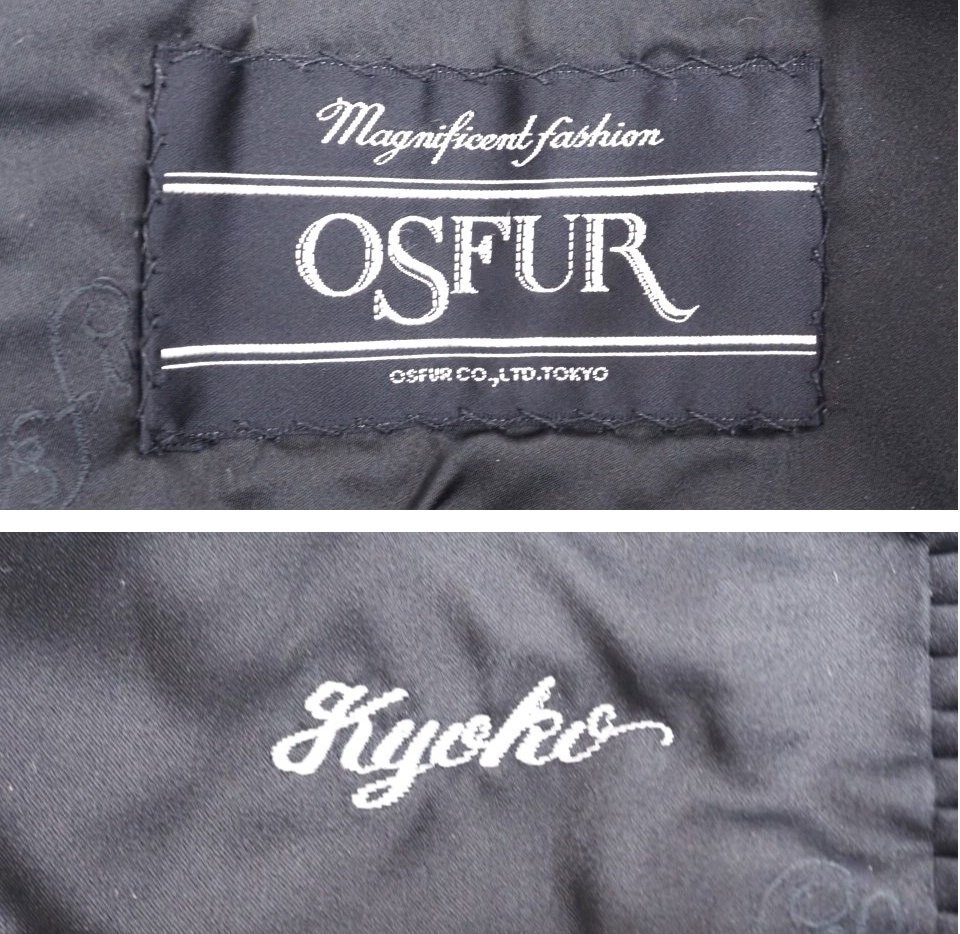 Magnificent fashion
OSFUR
OSFUR CO.,LTD.TOKYO
Kyoko